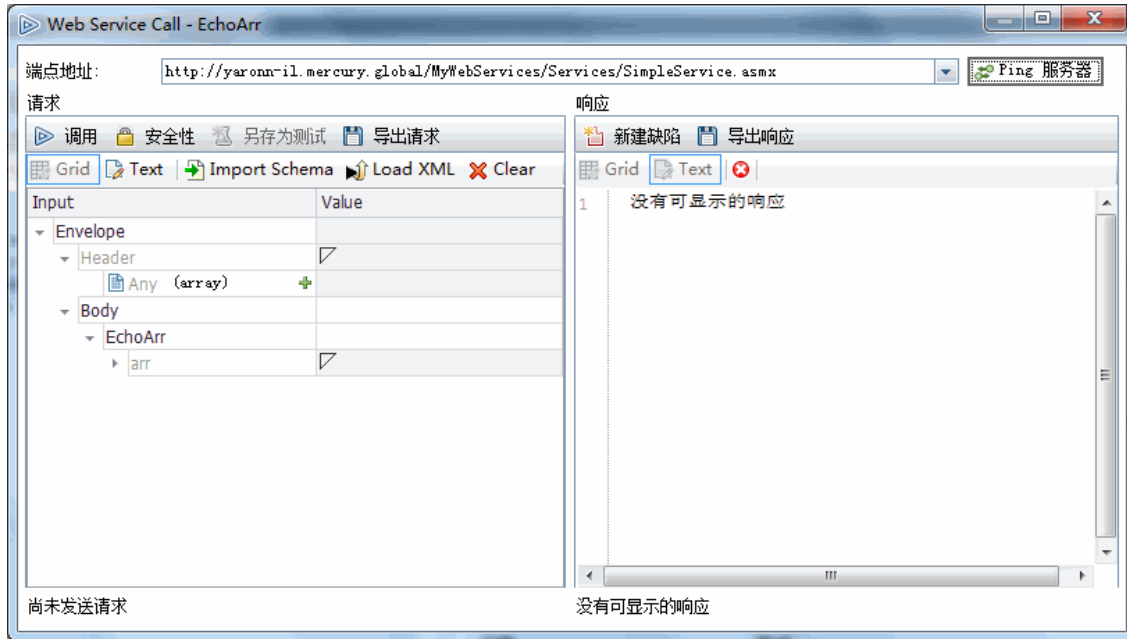 Web Service Call - EchoArr
端点地址: http://yaronn-il.mercury.global/MyWebServices/Services/SimpleService.asmx Ping 服务器
请求
调用 安全性 另存为测试 导出请求
Grid Text Import Schema Load XML Clear
Input Value
Envelope
Header
Any (array)
Body
EchoArr
arr
尚未发送请求
响应
新建缺陷 导出响应
Grid Text
1 没有可显示的响应
没有可显示的响应